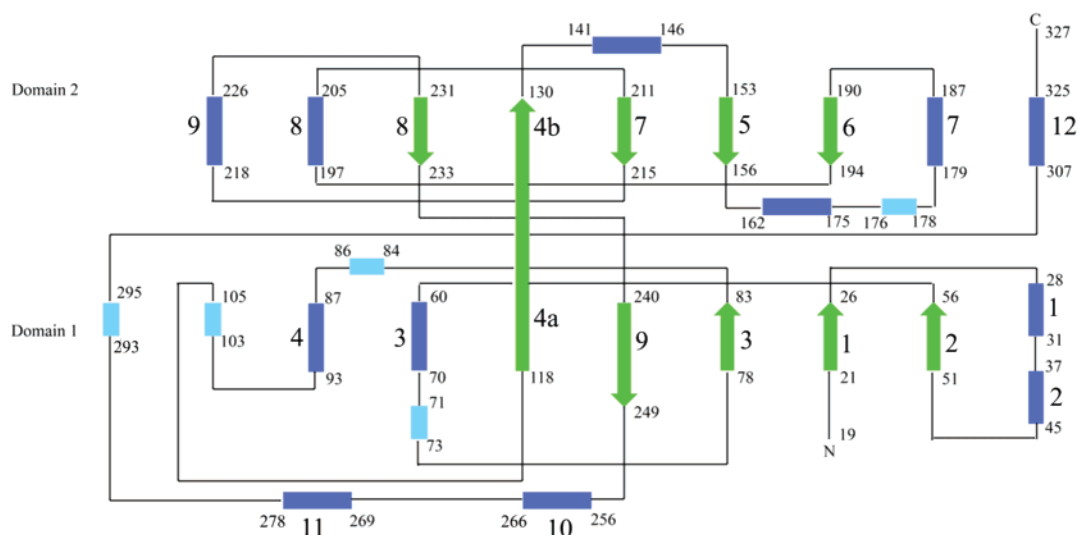 C
327
141 146
Domain 2
226 205 231 130 211 153 190 187 325
9 8 8 4b 7 5 6 7 12
218 197 233 215 156 194 179 307
162 175 176 178
86 84
295 105 87 60 240 83 26 56 28
Domain 1
293 103 4 3 4a 9 3 1 2 1
31
93 70 118 78 21 51 37
71 249 2
73 19 45
N
278 269 266 256
11 10